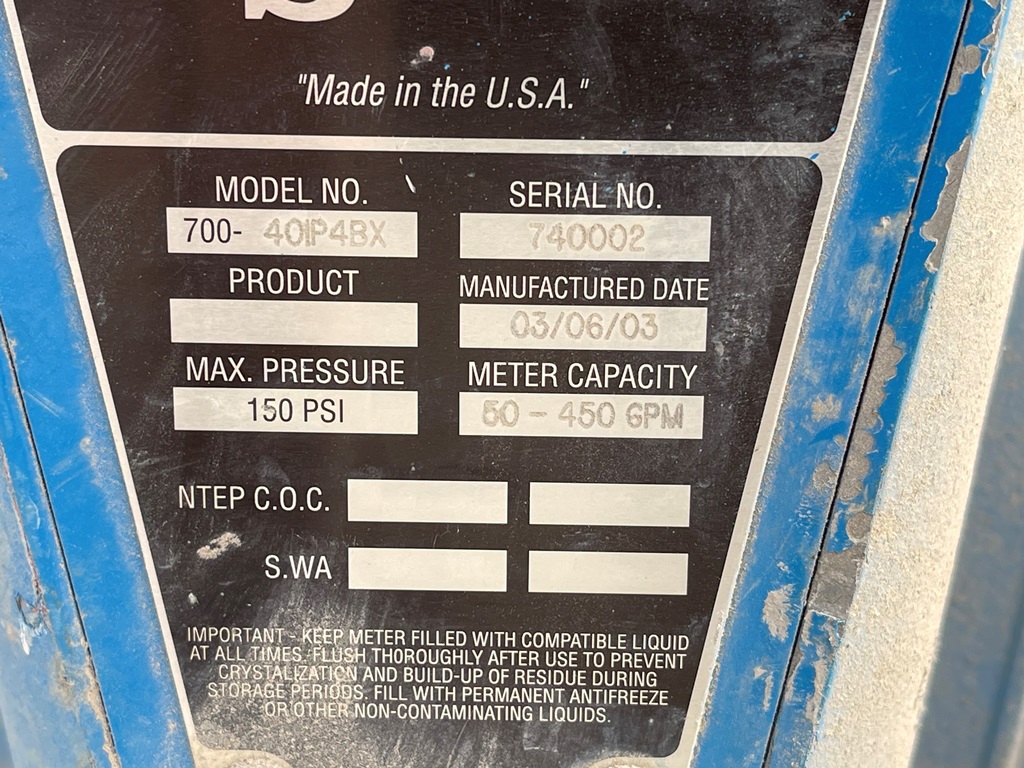 "Made in the U.S.A."
MODEL NO. SERIAL NO.
700- 40IP4BX 740002
PRODUCT MANUFACTURED DATE
03/06/03
MAX. PRESSURE METER CAPACITY
150 PSI 50 - 450 GPM
NTEP C.O.C.
S.WA
IMPORTANT - KEEP METER FILLED WITH COMPATIBLE LIQUID
AT ALL TIMES. FLUSH THOROUGHLY AFTER USE TO PREVENT
CRYSTALIZATION AND BUILD-UP OF RESIDUE DURING
STORAGE PERIODS. FILL WITH PERMANENT ANTIFREEZE
OR OTHER NON-CONTAMINATING LIQUIDS.